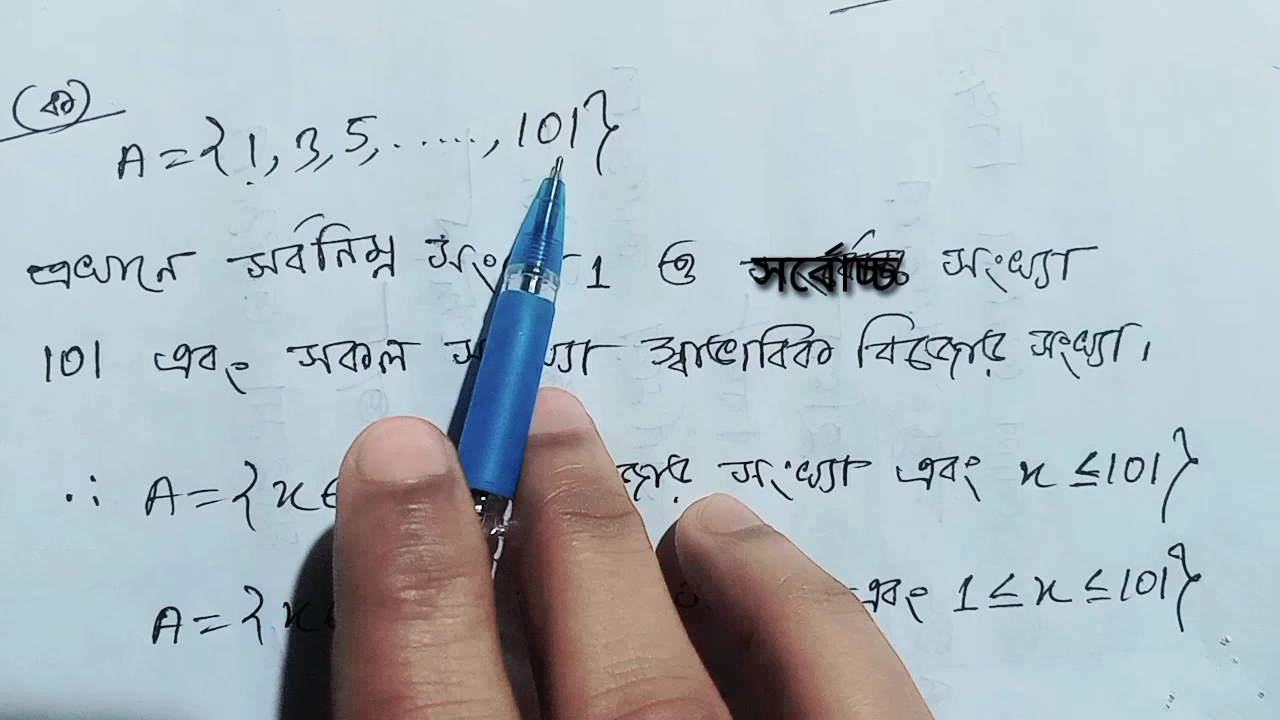 (ক)
A = {1, 3, 5, ......, 101}
এখানে সর্বনিম্ন 1 ও সর্বোচ্চ সংখ্যা
101 এবং সকল স্বাভাবিক বিজোড় সংখ্যা।
∴ A = {x∈ সংখ্যা এবং x ≤ 101}
A = {x এবং 1 ≤ x ≤ 101}